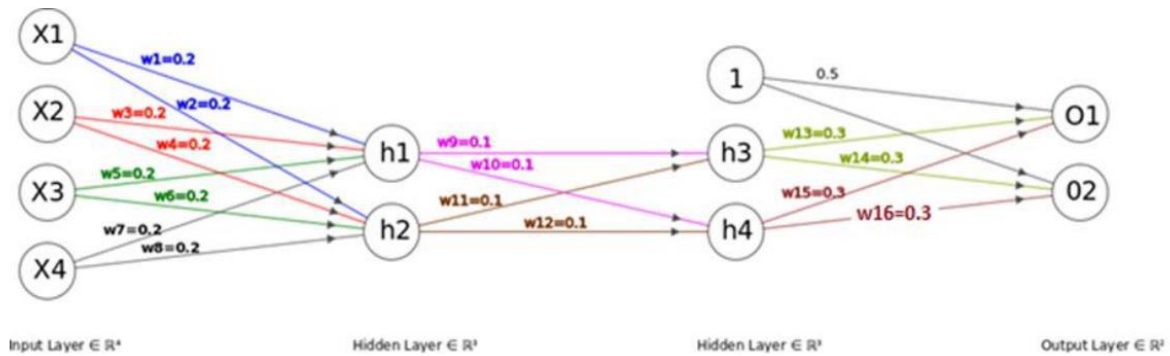 X1
w1=0.2
1
0.5
X2
w3=0.2
w2=0.2
O1
w4=0.2
w9=0.1
h1
h3
w13=0.3
w10=0.1
w14=0.3
X3
w5=0.2
w6=0.2
w11=0.1
w15=0.3
02
w7=0.2
h2
w12=0.1
h4
w16=0.3
X4
w8=0.2
Input Layer ∈ ℝ⁴
Hidden Layer ∈ ℝ³
Hidden Layer ∈ ℝ³
Output Layer ∈ ℝ²